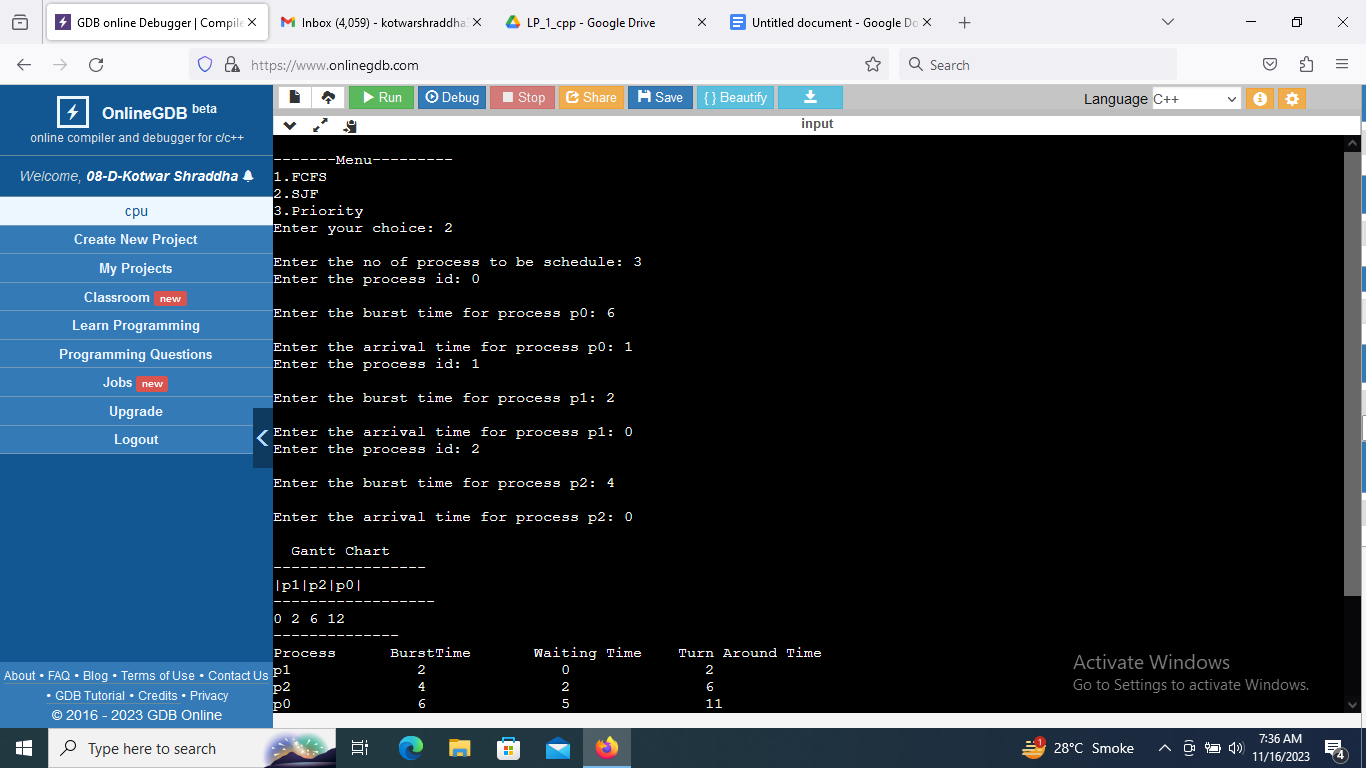 GDB online Debugger | Compile
Inbox (4,059) - kotwarshraddha
LP_1_cpp - Google Drive
Untitled document - Google Do
https://www.onlinegdb.com
Search
OnlineGDB beta
online compiler and debugger for c/c++
Welcome, 08-D-Kotwar Shraddha
cpu
Create New Project
My Projects
Classroom new
Learn Programming
Programming Questions
Jobs new
Upgrade
Logout
About • FAQ • Blog • Terms of Use • Contact Us
• GDB Tutorial • Credits • Privacy
© 2016 - 2023 GDB Online
Run Debug Stop Share Save { } Beautify
Language C++
input
-------Menu---------
1.FCFS
2.SJF
3.Priority
Enter your choice: 2
Enter the no of process to be schedule: 3
Enter the process id: 0
Enter the burst time for process p0: 6
Enter the arrival time for process p0: 1
Enter the process id: 1
Enter the burst time for process p1: 2
Enter the arrival time for process p1: 0
Enter the process id: 2
Enter the burst time for process p2: 4
Enter the arrival time for process p2: 0
Gantt Chart
-----------------
|p1|p2|p0|
------------------
0 2 6 12
--------------
Process BurstTime Waiting Time Turn Around Time
p1 2 0 2
p2 4 2 6
p0 6 5 11
Activate Windows
Go to Settings to activate Windows.
Type here to search
1
28°C Smoke
7:36 AM
11/16/2023
4